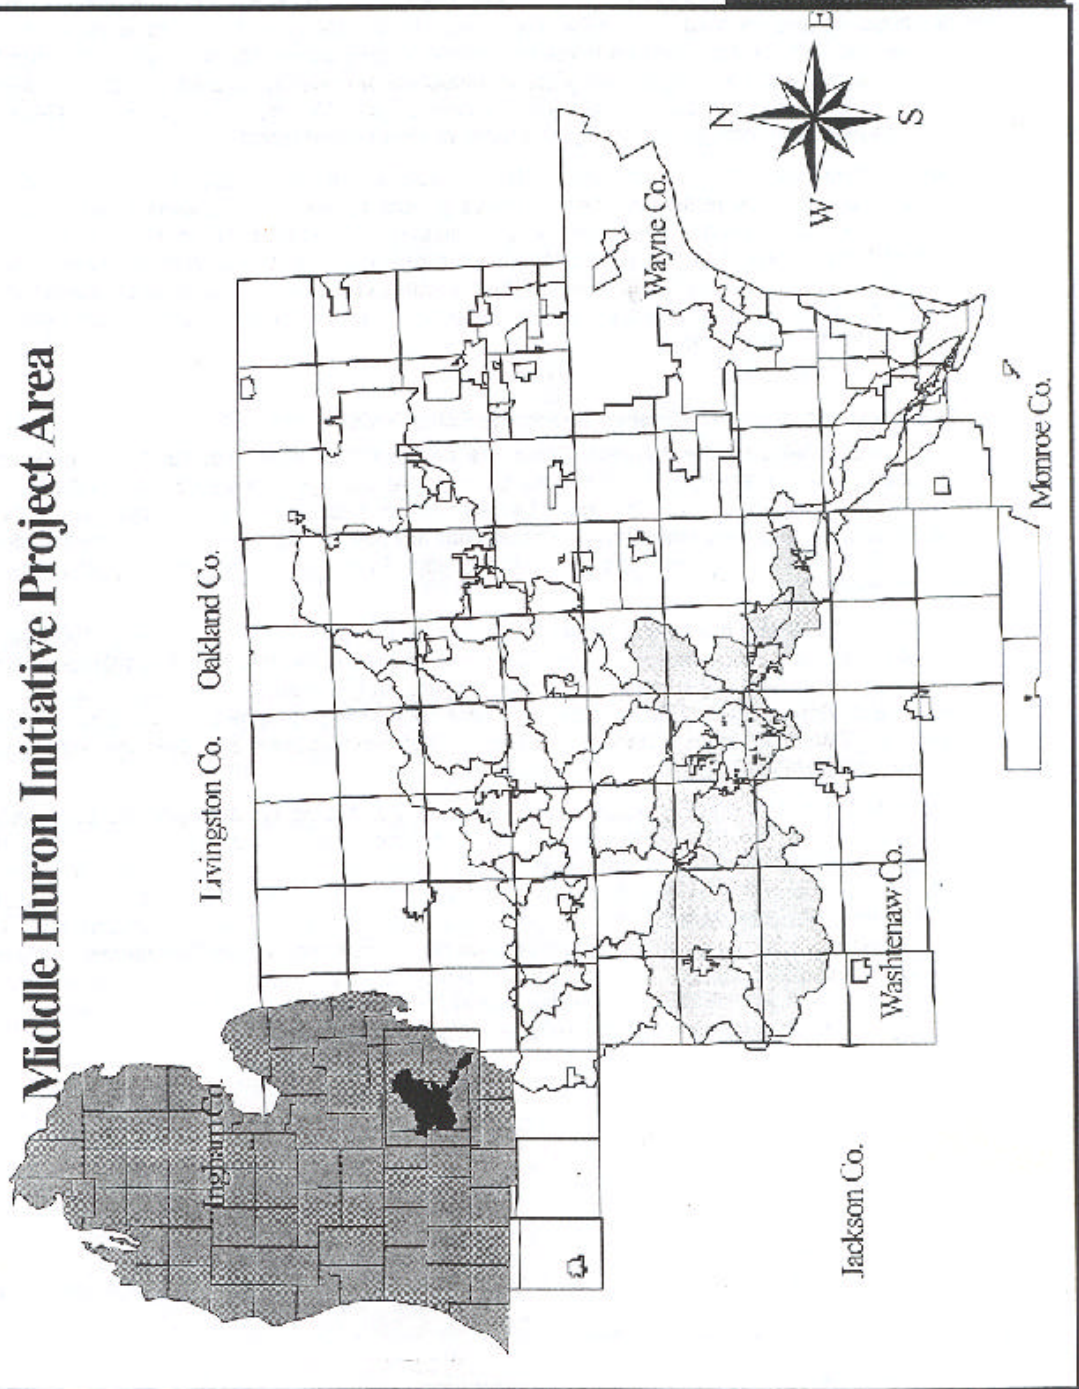 Middle Huron Initiative Project Area
Ingham Co.
Livingston Co.
Oakland Co.
Jackson Co.
Washtenaw Co.
Wayne Co.
Monroe Co.
N
E
S
W